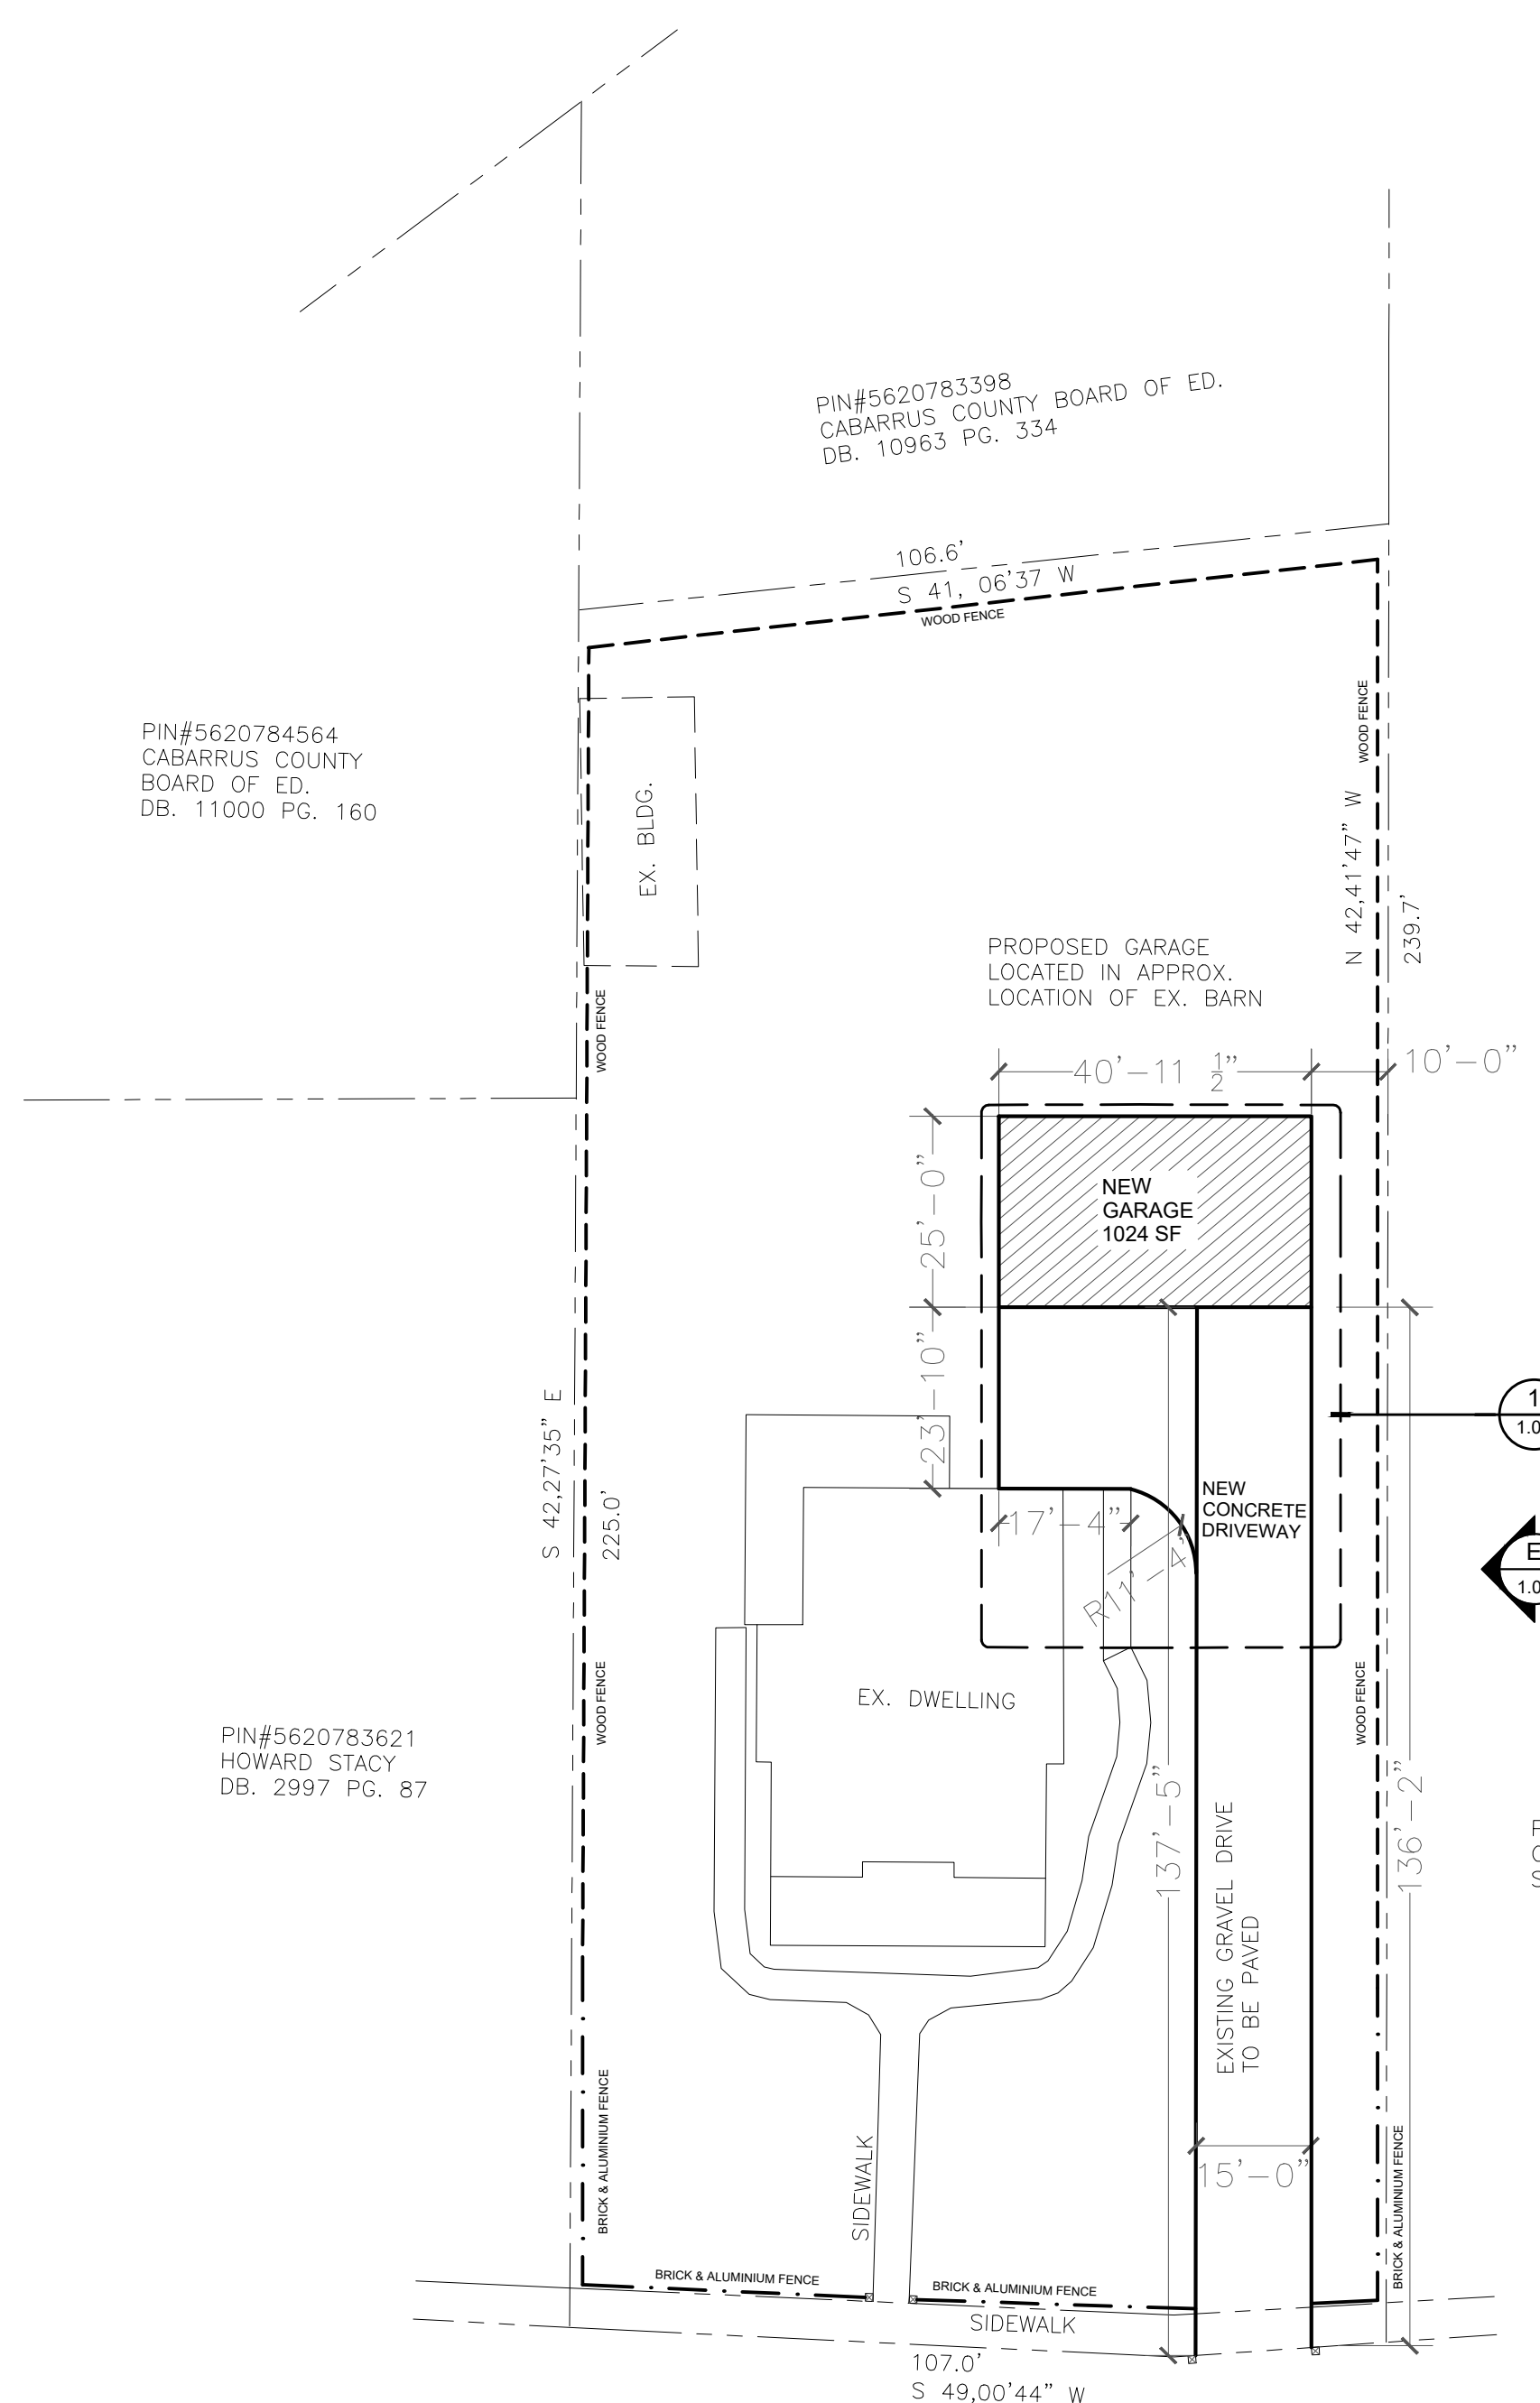 PIN#5620783398
CABARRUS COUNTY BOARD OF ED.
DB. 10963 PG. 334
106.6'
S 41, 06'37 W
WOOD FENCE
WOOD FENCE
PIN#5620784564
CABARRUS COUNTY
BOARD OF ED.
DB. 11000 PG. 160
EX. BLDG.
N 42,41'47" W
239.7'
PROPOSED GARAGE
LOCATED IN APPROX.
LOCATION OF EX. BARN
WOOD FENCE
40'-11 1/2"
10'-0"
25'-0"
NEW
GARAGE
1024 SF
23'-10"
S 42,27'35" E
225.0'
1
1.0
17'-4"
R11'-4"
NEW
CONCRETE
DRIVEWAY
E
1.0
WOOD FENCE
EX. DWELLING
WOOD FENCE
PIN#5620783621
HOWARD STACY
DB. 2997 PG. 87
137'-5"
136'-2"
EXISTING GRAVEL DRIVE
TO BE PAVED
BRICK & ALUMINIUM FENCE
SIDEWALK
15'-0"
BRICK & ALUMINIUM FENCE
BRICK & ALUMINIUM FENCE
BRICK & ALUMINIUM FENCE
SIDEWALK
107.0'
S 49,00'44" W